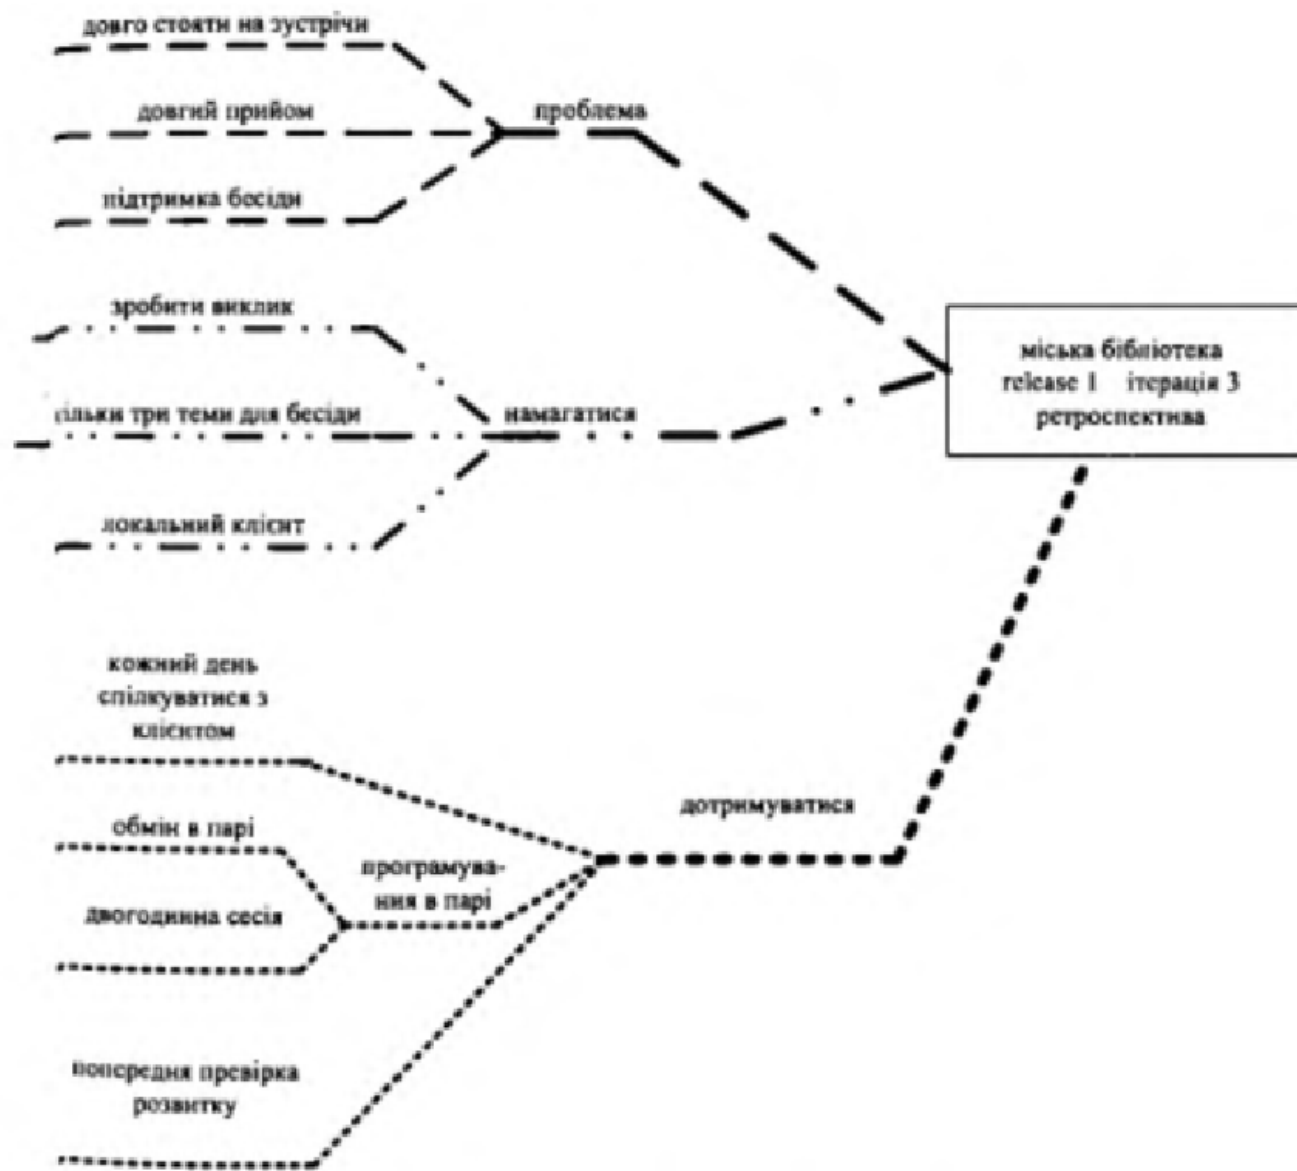 довго стояти на зустрічи
довгий прийом
проблема
підтримка бесіди
зробити виклик
тільки три теми для бесіди
намагатися
локальний клієнт
міська бібліотека
release 1 ітерація 3
ретроспектива
кожний день
спілкуватися з
клієнтом
обмін в парі
двогодинна сесія
програмува-
ння в парі
дотримуватися
попередня превірка
розвитку